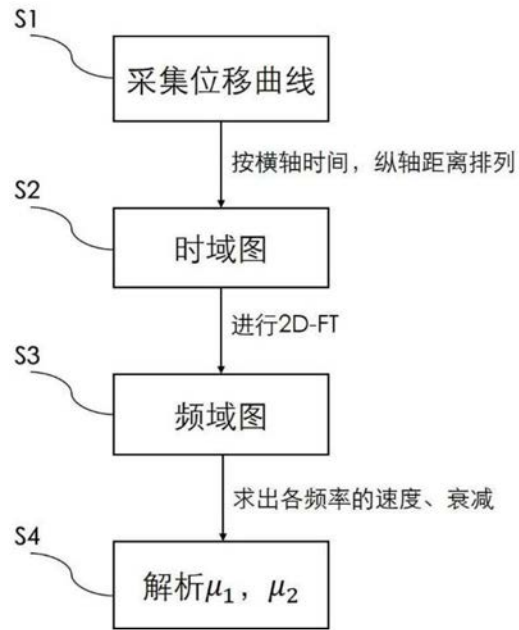 S1
采集位移曲线
按横轴时间，纵轴距离排列
S2
时域图
进行2D-FT
S3
频域图
求出各频率的速度、衰减
S4
解析μ₁，μ₂